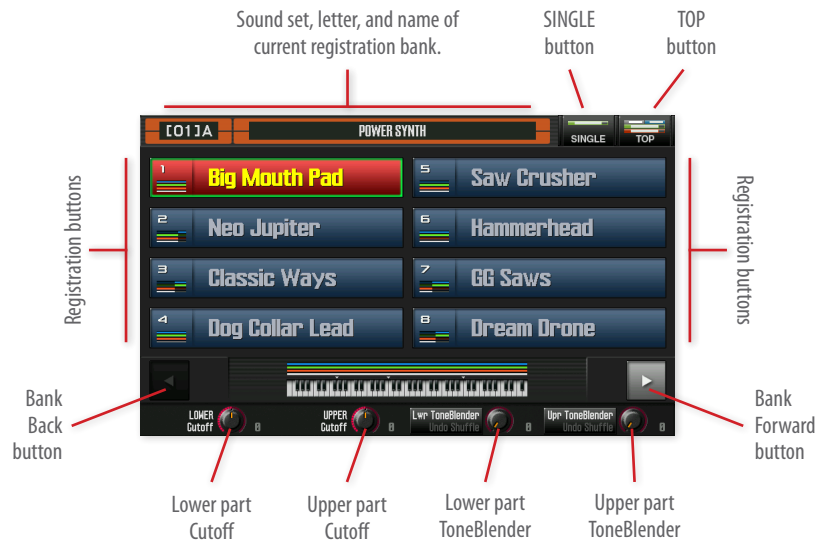 Sound set, letter, and name of
current registration bank.
SINGLE
button
TOP
button
[01]A
POWER SYNTH
SINGLE
TOP
Registration buttons
1
Big Mouth Pad
5
Saw Crusher
2
Neo Jupiter
6
Hammerhead
3
Classic Ways
7
GG Saws
4
Dog Collar Lead
8
Dream Drone
Registration buttons
Bank
Back
button
Bank
Forward
button
LOWER
Cutoff
0
UPPER
Cutoff
0
Lwr ToneBlender
Undo Shuffle
0
Upr ToneBlender
Undo Shuffle
0
Lower part
Cutoff
Upper part
Cutoff
Lower part
ToneBlender
Upper part
ToneBlender